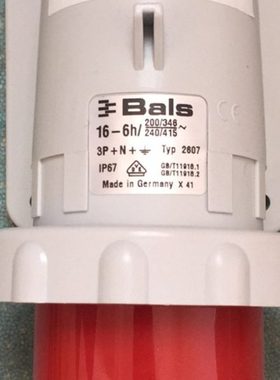 Bals
16-6h/ 200/346 ~
240/415
3P+N+⏚ Typ 2607
IP67 GB/T11918.1
GB/T11918.2
Made in Germany X 41
CE